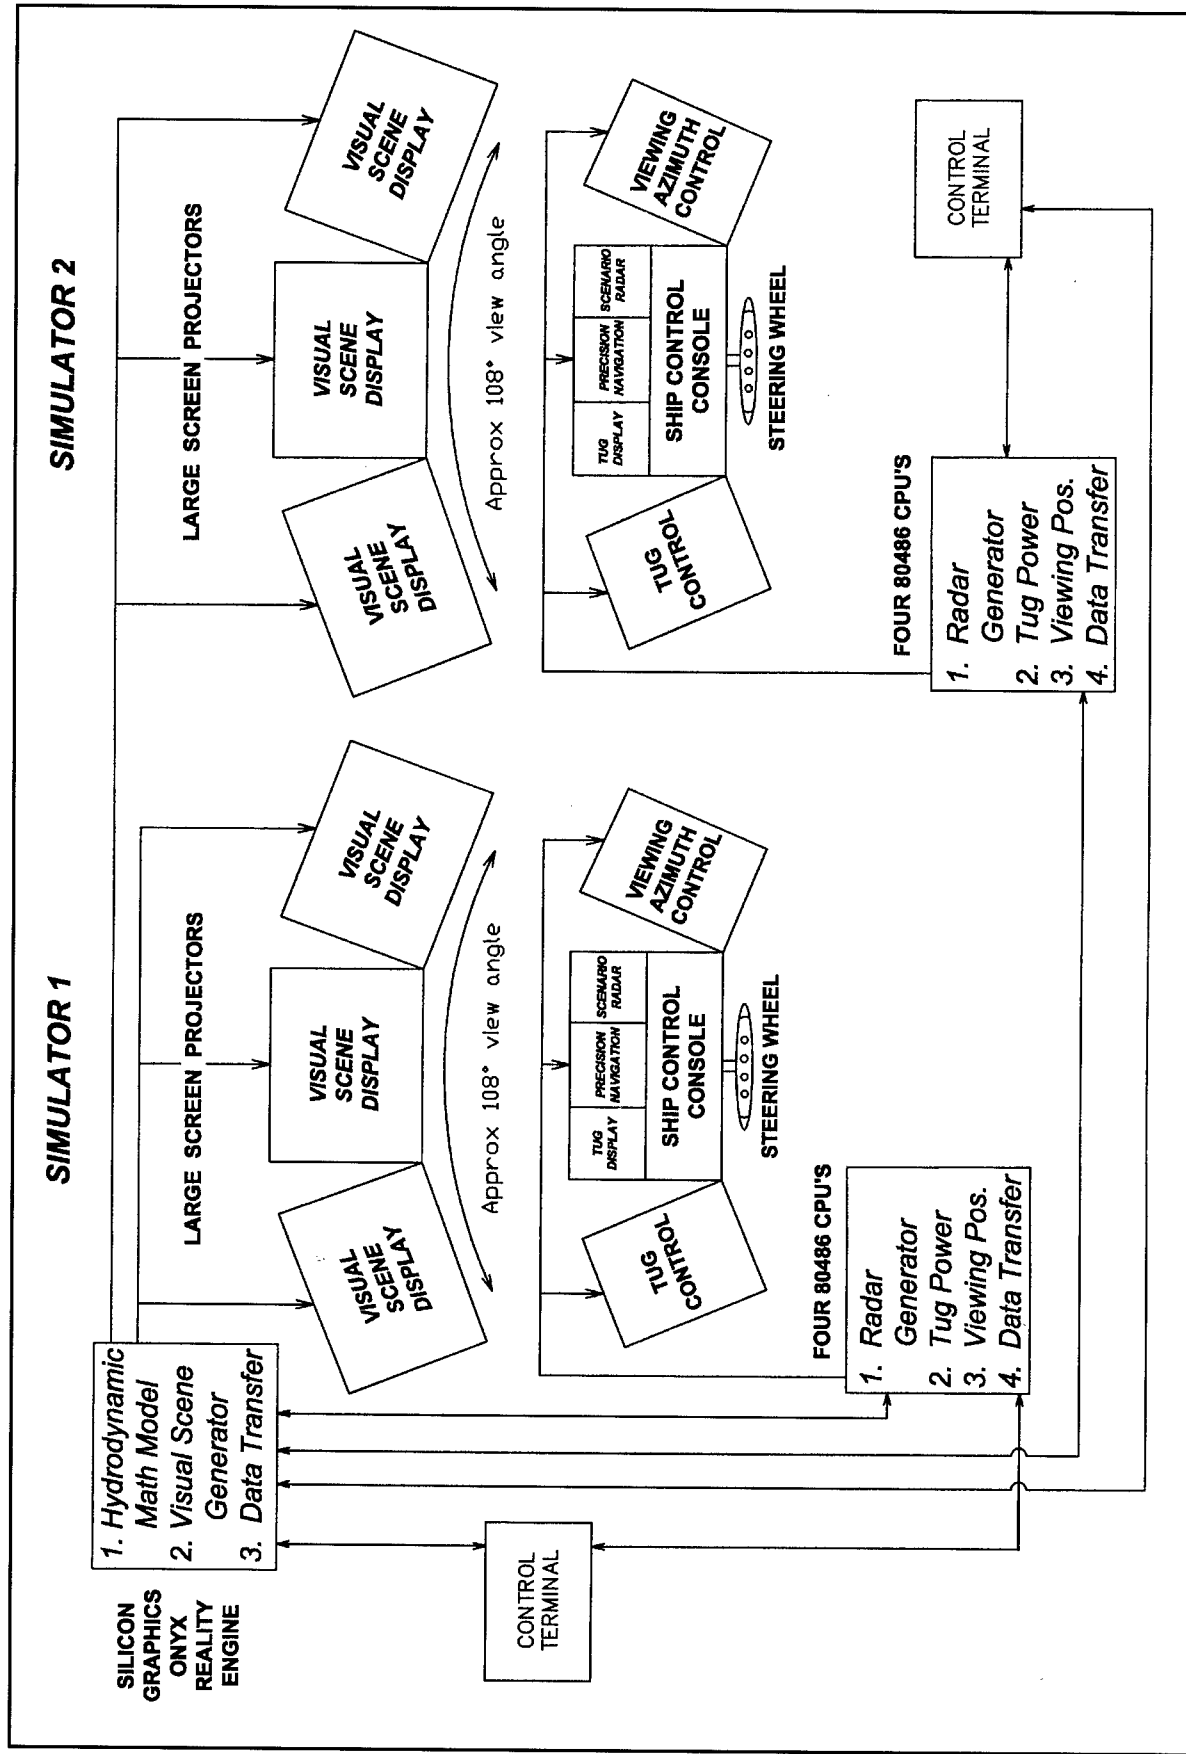 SIMULATOR 1
SIMULATOR 2
SILICON
GRAPHICS
ONYX
REALITY
ENGINE
1. Hydrodynamic
Math Model
2. Visual Scene
Generator
3. Data Transfer
LARGE SCREEN PROJECTORS
VISUAL
SCENE
DISPLAY
VISUAL
SCENE
DISPLAY
VISUAL
SCENE
DISPLAY
Approx 108° view angle
TUG
CONTROL
TUG
DISPLAY
PRECISION
NAVIGATION
SCENARIO
RADAR
SHIP CONTROL
CONSOLE
VIEWING
AZIMUTH
CONTROL
STEERING WHEEL
FOUR 80486 CPU'S
1. Radar
Generator
2. Tug Power
3. Viewing Pos.
4. Data Transfer
CONTROL
TERMINAL
LARGE SCREEN PROJECTORS
VISUAL
SCENE
DISPLAY
VISUAL
SCENE
DISPLAY
VISUAL
SCENE
DISPLAY
Approx 108° view angle
TUG
CONTROL
TUG
DISPLAY
PRECISION
NAVIGATION
SCENARIO
RADAR
SHIP CONTROL
CONSOLE
VIEWING
AZIMUTH
CONTROL
STEERING WHEEL
FOUR 80486 CPU'S
1. Radar
Generator
2. Tug Power
3. Viewing Pos.
4. Data Transfer
CONTROL
TERMINAL